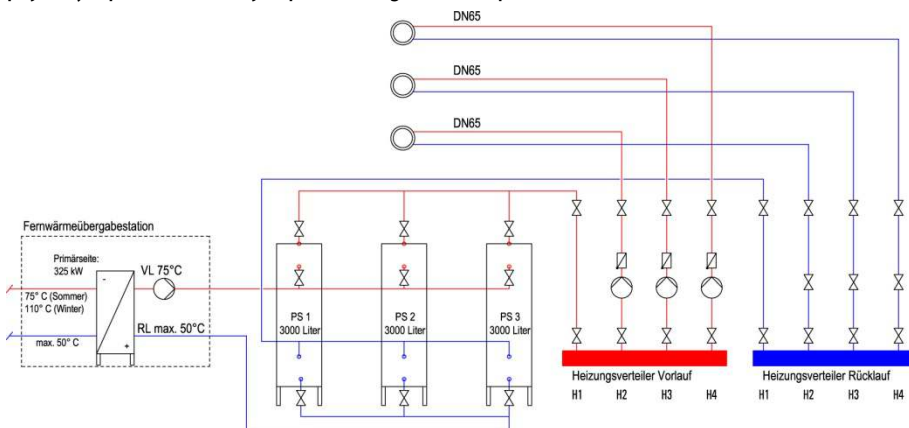 DN65
DN65
DN65
Fernwärmeübergabestation
Primärseite:
325 kW
VL 75°C
75° C (Sommer)
110° C (Winter)
RL max. 50°C
max. 50° C
-
+
PS 1
3000 Liter
PS 2
3000 Liter
PS 3
3000 Liter
Heizungsverteiler Vorlauf
H1 H2 H3 H4
Heizungsverteiler Rücklauf
H1 H2 H3 H4